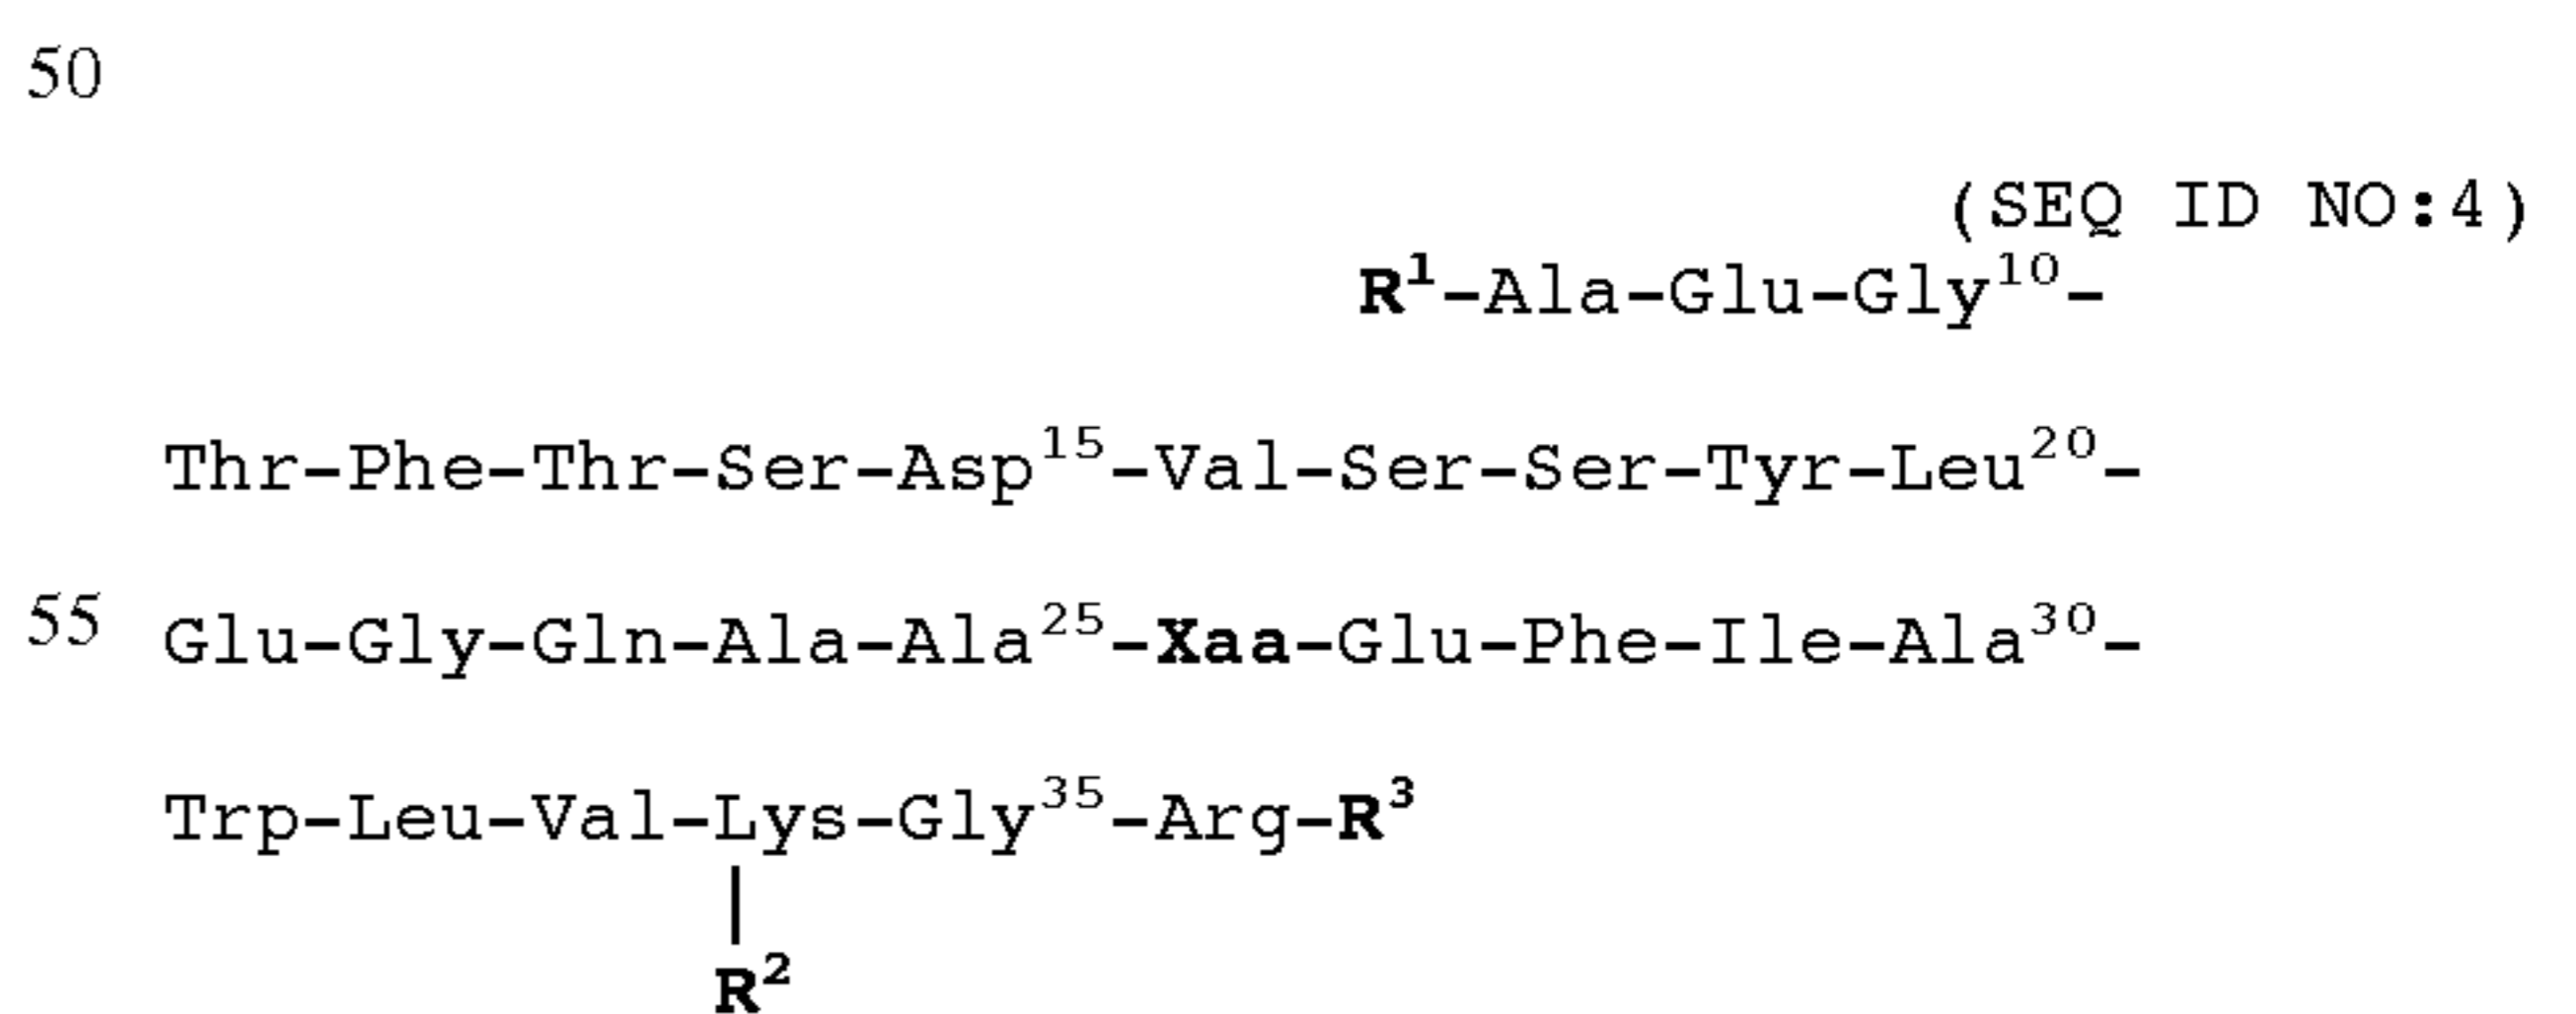 50
(SEQ ID NO:4)
R¹-Ala-Glu-Gly¹⁰-
Thr-Phe-Thr-Ser-Asp¹⁵-Val-Ser-Ser-Tyr-Leu²⁰-
55 Glu-Gly-Gln-Ala-Ala²⁵-Xaa-Glu-Phe-Ile-Ala³⁰-
Trp-Leu-Val-Lys-Gly³⁵-Arg-R³
R²